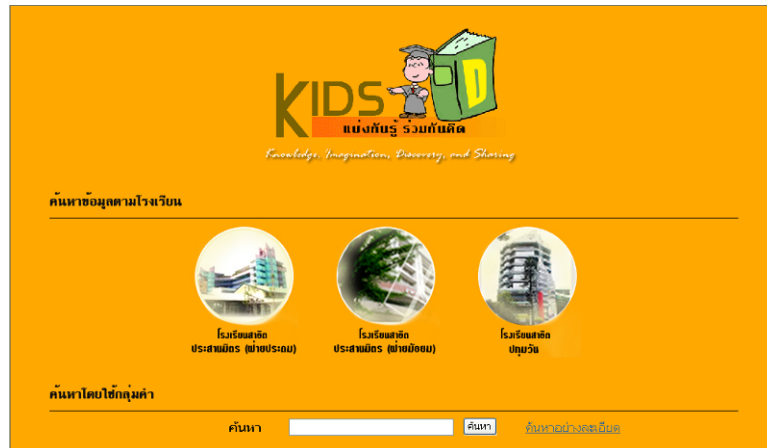 KIDS D
แบ่งกันรู้ ร่วมกันคิด
Knowledge, Imagination, Discovery, and Sharing
ค้นหาข้อมูลตามโรงเรียน
โรงเรียนสาธิต
ประสานมิตร (ฝ่ายประถม)
โรงเรียนสาธิต
ประสานมิตร (ฝ่ายมัธยม)
โรงเรียนสาธิต
ปทุมวัน
ค้นหาโดยใช้กลุ่มคำ
ค้นหา ค้นหา ค้นหาอย่างละเอียด